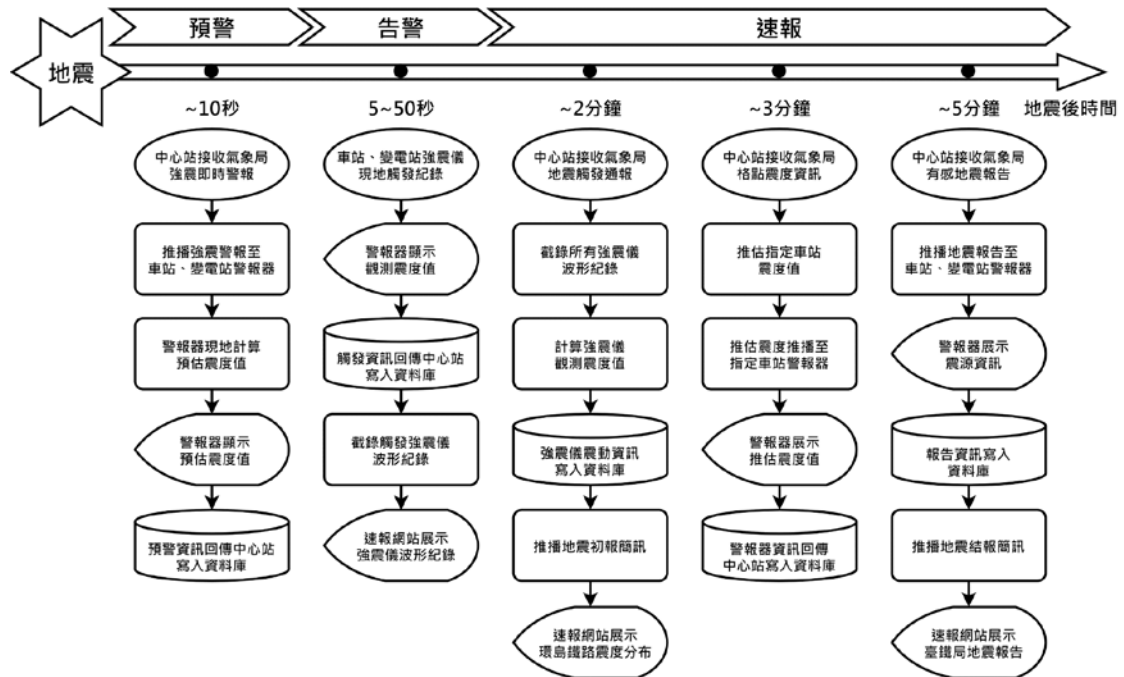 預警
告警
速報
地震
~10秒
5~50秒
~2分鐘
~3分鐘
~5分鐘
地震後時間
中心站接收氣象局
強震即時警報
推播強震警報至
車站、變電站警報器
警報器現地計算
預估震度值
警報器顯示
預估震度值
預警資訊回傳中心站
寫入資料庫
車站、變電站強震儀
現地觸發紀錄
警報器顯示
觀測震度值
觸發資訊回傳中心站
寫入資料庫
截錄觸發強震儀
波形紀錄
速報網站展示
強震儀波形紀錄
中心站接收氣象局
地震觸發通報
截錄所有強震儀
波形紀錄
計算強震儀
觀測震度值
強震儀震動資訊
寫入資料庫
推播地震初報簡訊
速報網站展示
環島鐵路震度分布
中心站接收氣象局
格點震度資訊
推估指定車站
震度值
推估震度推播至
指定車站警報器
警報器展示
推估震度值
警報器資訊回傳
中心站寫入資料庫
中心站接收氣象局
有感地震報告
推播地震報告至
車站、變電站警報器
警報器展示
震源資訊
報告資訊寫入
資料庫
推播地震結報簡訊
速報網站展示
臺鐵局地震報告